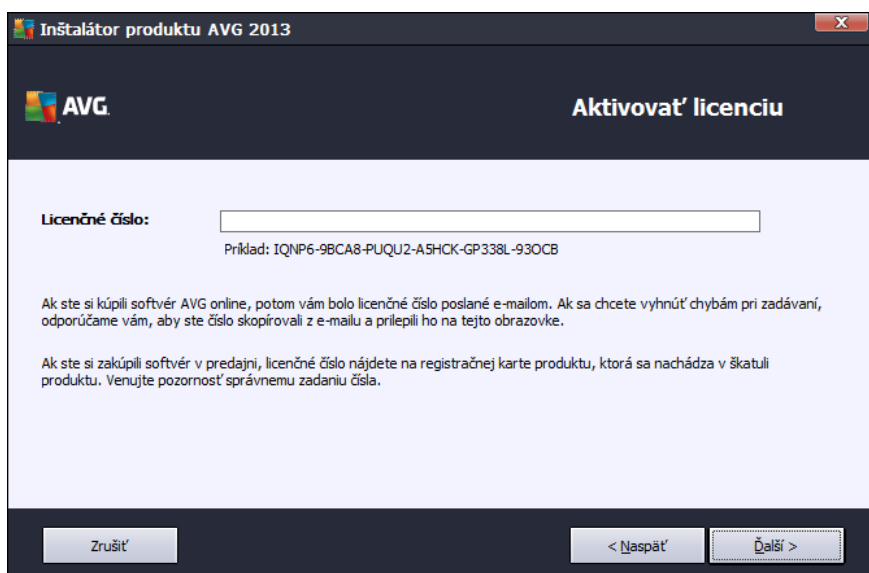 Inštalátor produktu AVG 2013
X
AVG.
Aktivovať licenciu
Licenčné číslo:
Príklad: IQNP6-9BCA8-PUQU2-A5HCK-GP338L-93OCB
Ak ste si kúpili softvér AVG online, potom vám bolo licenčné číslo poslané e-mailom. Ak sa chcete vyhnúť chybám pri zadávaní,
odporúčame vám, aby ste číslo skopírovali z e-mailu a prilepili ho na tejto obrazovke.
Ak ste si zakúpili softvér v predajni, licenčné číslo nájdete na registračnej karte produktu, ktorá sa nachádza v škatuli
produktu. Venujte pozornosť správnemu zadaniu čísla.
Zrušiť
< Naspäť
Ďalší >